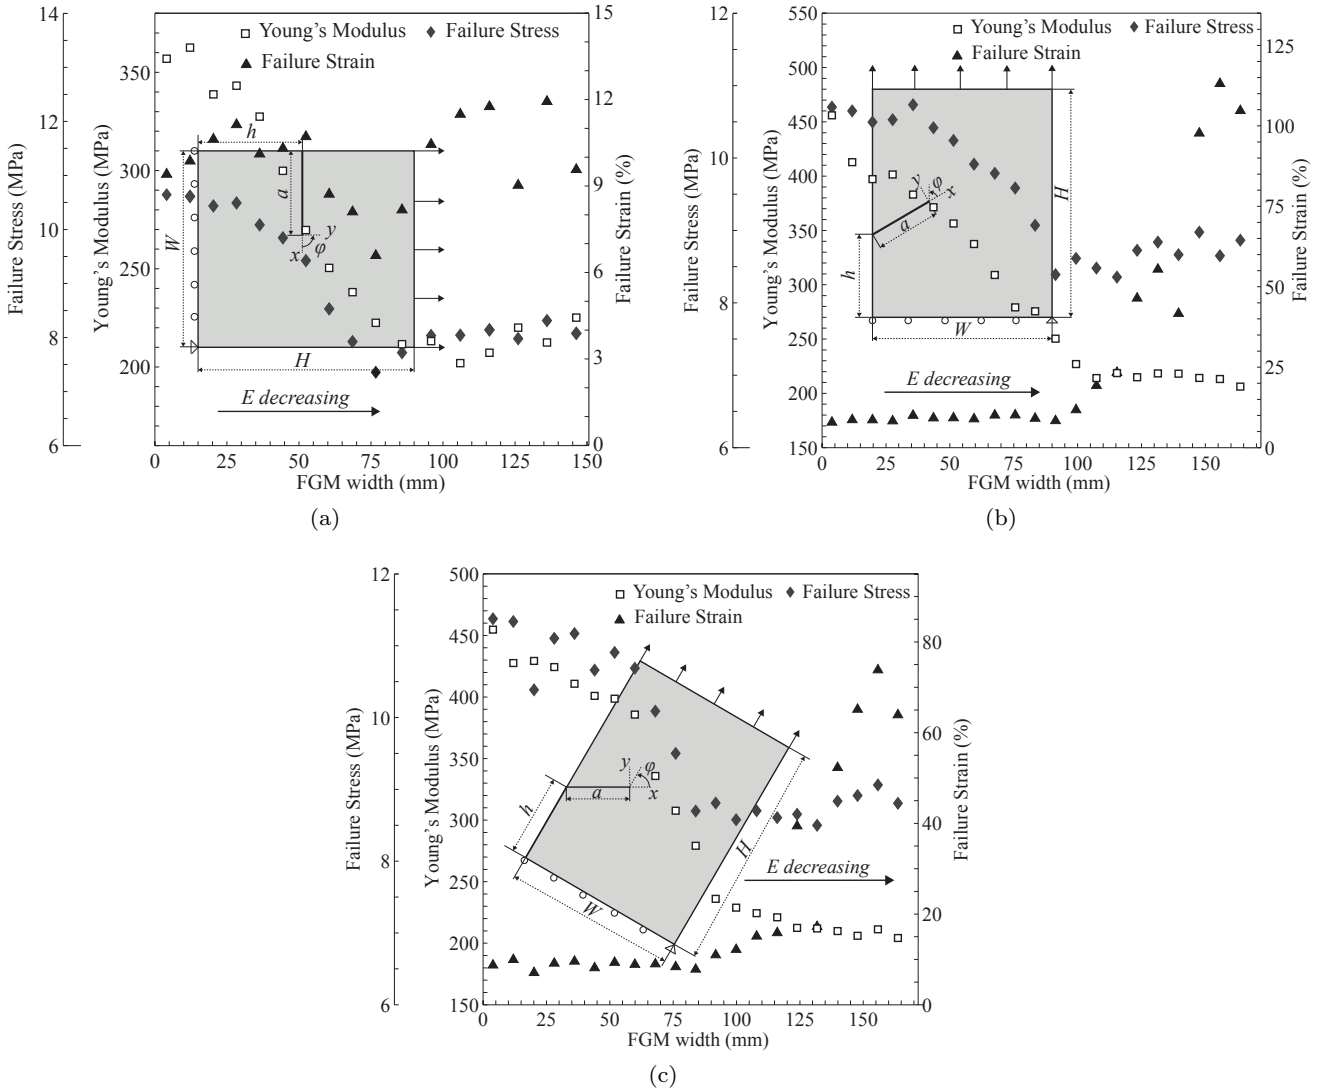 14
12
10
8
6
Failure Stress (MPa)
350
300
250
200
Young's Modulus (MPa)
Young's Modulus Failure Stress
Failure Strain
h
a
W
y
x φ
H
E decreasing
15
12
9
6
3
0
Failure Strain (%)
0 25 50 75 100 125 150
FGM width (mm)
(a)
12
10
8
6
Failure Stress (MPa)
550
500
450
400
350
300
250
200
150
Young's Modulus (MPa)
Young's Modulus Failure Stress
Failure Strain
y φ x
a
h
H
W
E decreasing
125
100
75
50
25
0
Failure Strain (%)
0 25 50 75 100 125 150
FGM width (mm)
(b)
12
10
8
6
Failure Stress (MPa)
500
450
400
350
300
250
200
150
Young's Modulus (MPa)
Young's Modulus Failure Stress
Failure Strain
y φ
a x
h
H
W
E decreasing
80
60
40
20
0
Failure Strain (%)
0 25 50 75 100 125 150
FGM width (mm)
(c)